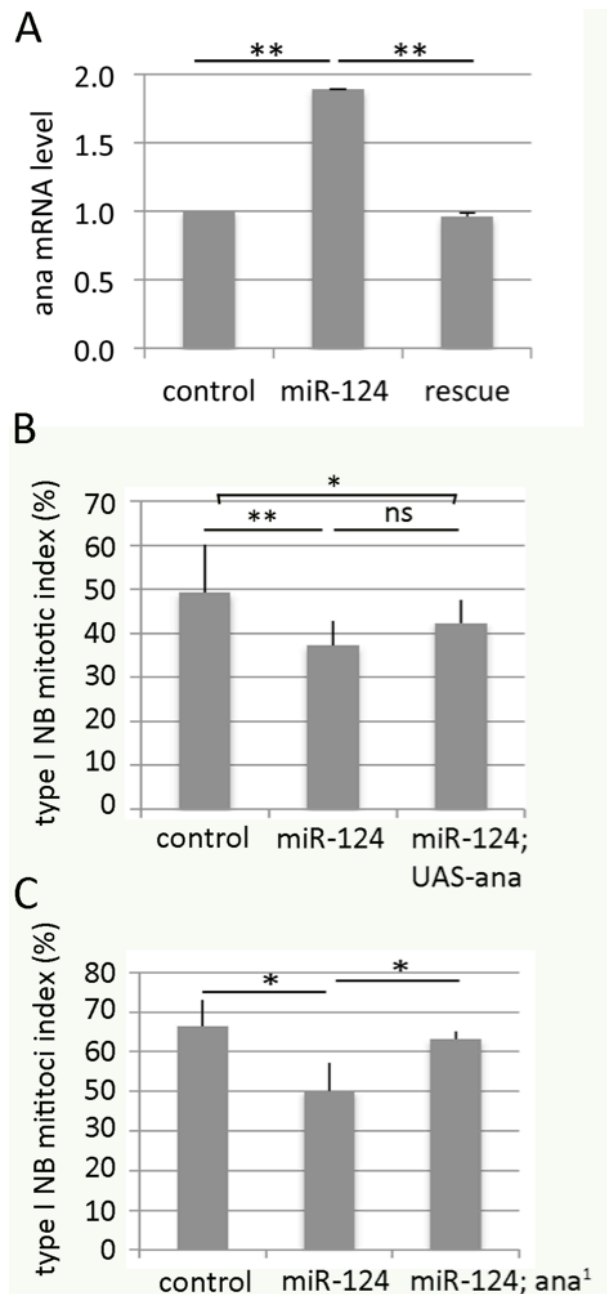 A
**
**
ana mRNA level
2.0
1.5
1.0
0.5
0.0
control
miR-124
rescue
B
type I NB mitotic index (%)
*
**
ns
70
60
50
40
30
20
10
0
control
miR-124
miR-124;
UAS-ana
C
type I NB mititoci index (%)
*
*
80
70
60
50
30
20
10
0
control
miR-124
miR-124; ana¹